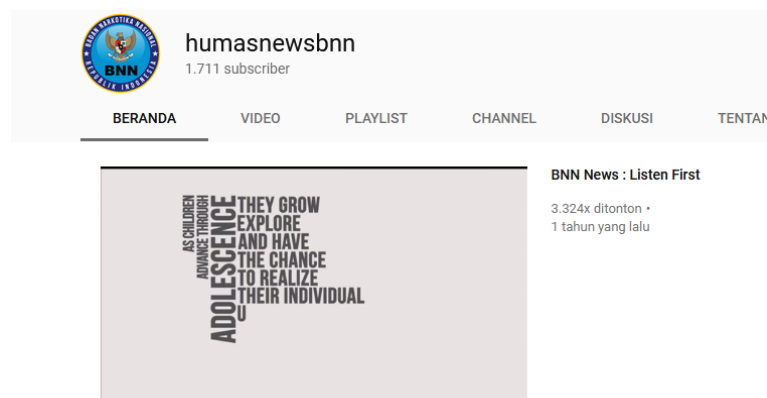 BADAN NARKOTIKA NASIONAL
BNN
REPUBLIK INDONESIA
humasnewsbnn
1.711 subscriber
BERANDA VIDEO PLAYLIST CHANNEL DISKUSI TENTAN
AS CHILDREN
ADVANCE THROUGH
ADOLESCENCE
THEY GROW
EXPLORE
AND HAVE
THE CHANCE
TO REALIZE
THEIR INDIVIDUAL
U
BNN News : Listen First
3.324x ditonton •
1 tahun yang lalu